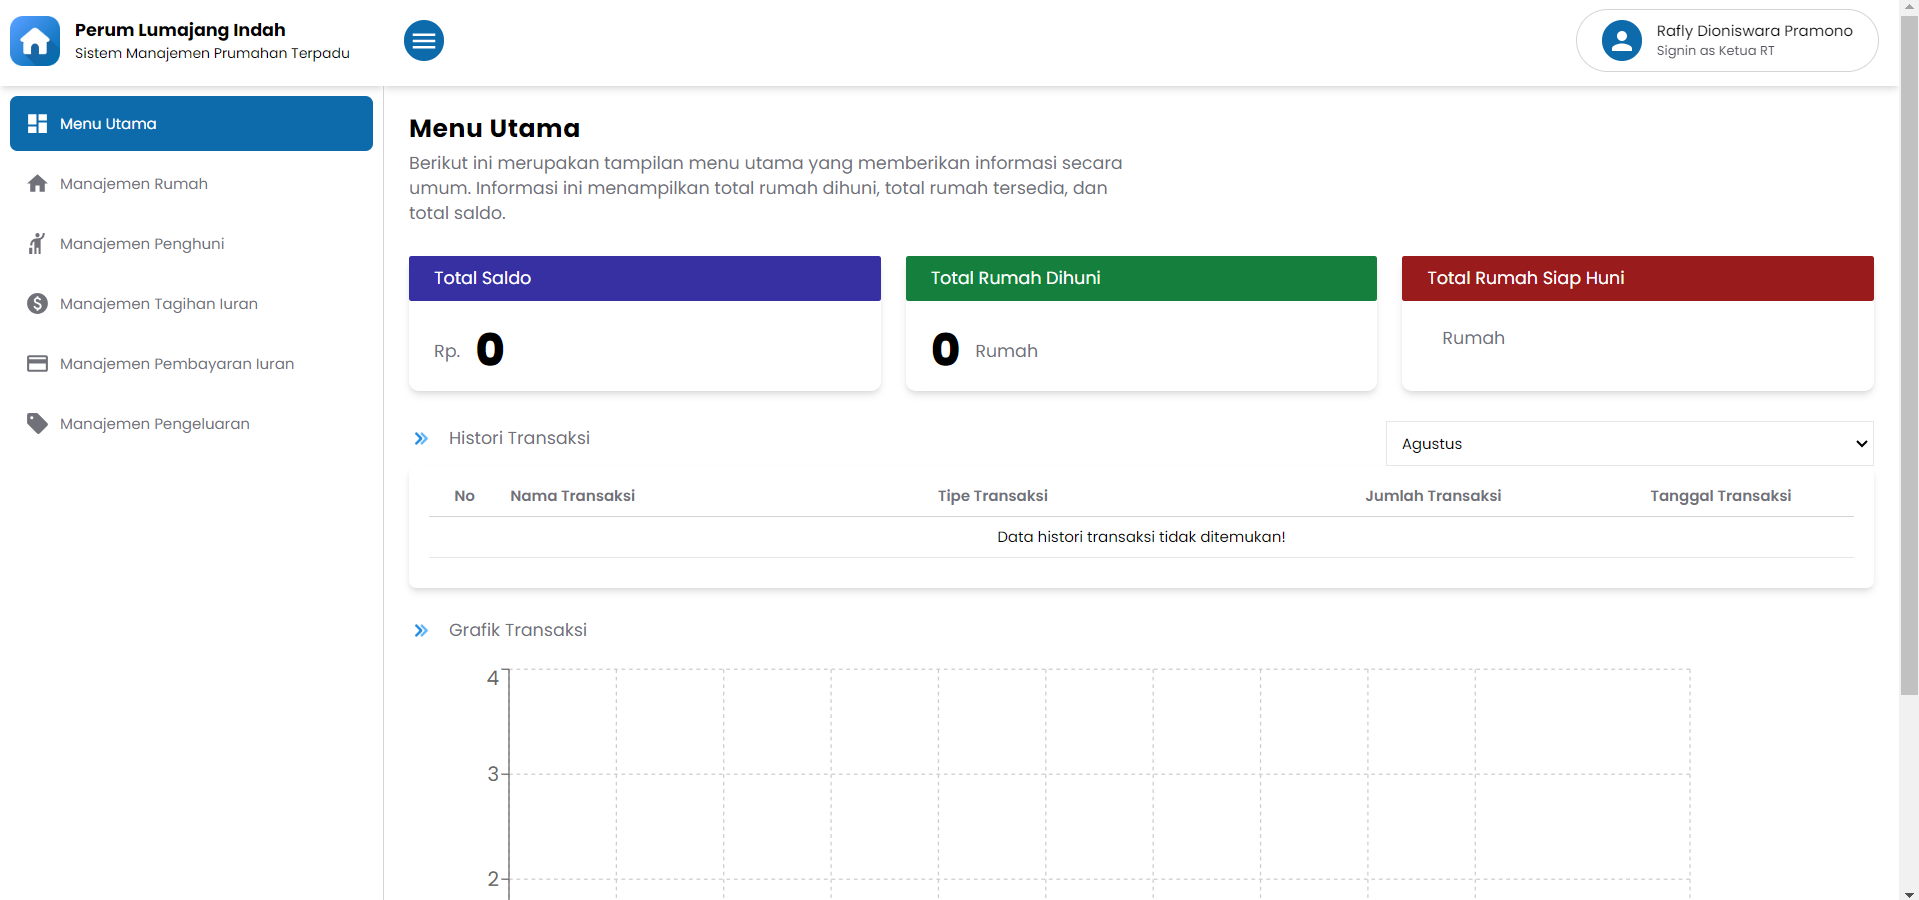 Perum Lumajang Indah
Sistem Manajemen Prumahan Terpadu
Rafly Dioniswara Pramono
Signin as Ketua RT
Menu Utama
Manajemen Rumah
Manajemen Penghuni
Manajemen Tagihan Iuran
Manajemen Pembayaran Iuran
Manajemen Pengeluaran
Menu Utama
Berikut ini merupakan tampilan menu utama yang memberikan informasi secara
umum. Informasi ini menampilkan total rumah dihuni, total rumah tersedia, dan
total saldo.
Total Saldo
Rp. 0
Total Rumah Dihuni
0 Rumah
Total Rumah Siap Huni
Rumah
Histori Transaksi
Agustus
No Nama Transaksi Tipe Transaksi Jumlah Transaksi Tanggal Transaksi
Data histori transaksi tidak ditemukan!
Grafik Transaksi
4
3
2